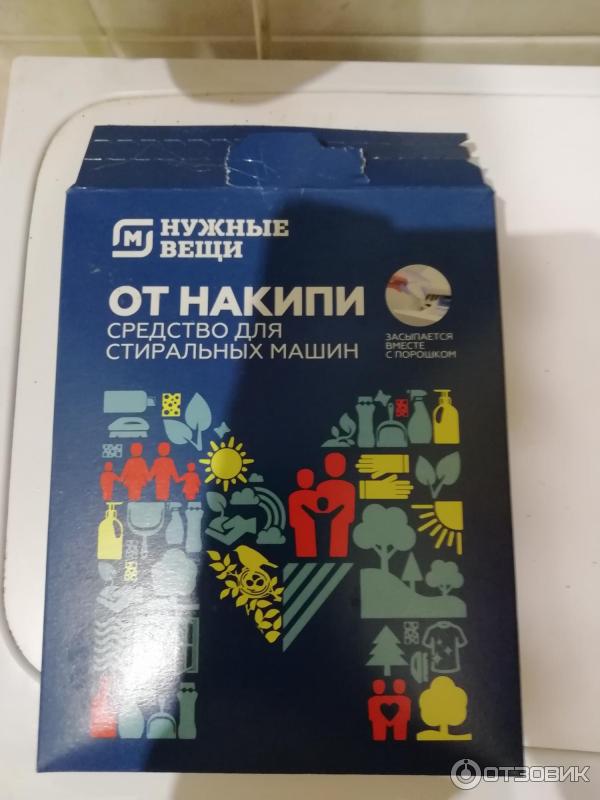 М НУЖНЫЕ
ВЕЩИ
ОТ НАКИПИ
СРЕДСТВО ДЛЯ
СТИРАЛЬНЫХ МАШИН
ЗАСЫПАЕТСЯ
ВМЕСТЕ
С ПОРОШКОМ
ОТЗОВИК